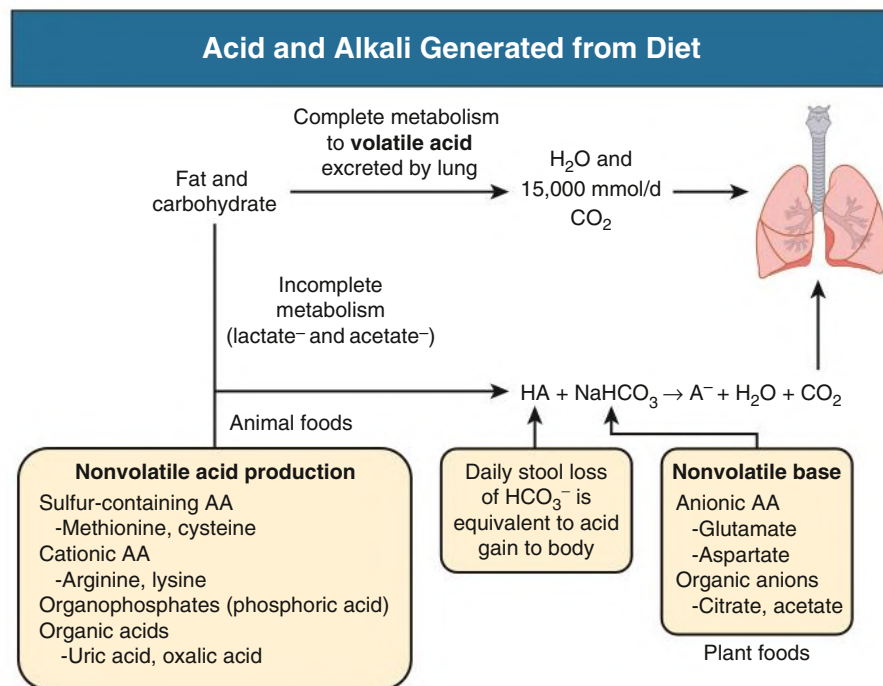 Acid and Alkali Generated from Diet
Complete metabolism
to volatile acid
excreted by lung
Fat and
carbohydrate
H₂O and
15,000 mmol/d
CO₂
Incomplete
metabolism
(lactate⁻ and acetate⁻)
HA + NaHCO₃ → A⁻ + H₂O + CO₂
Animal foods
Nonvolatile acid production
Sulfur-containing AA
-Methionine, cysteine
Cationic AA
-Arginine, lysine
Organophosphates (phosphoric acid)
Organic acids
-Uric acid, oxalic acid
Daily stool loss
of HCO₃⁻ is
equivalent to acid
gain to body
Nonvolatile base
Anionic AA
-Glutamate
-Aspartate
Organic anions
-Citrate, acetate
Plant foods